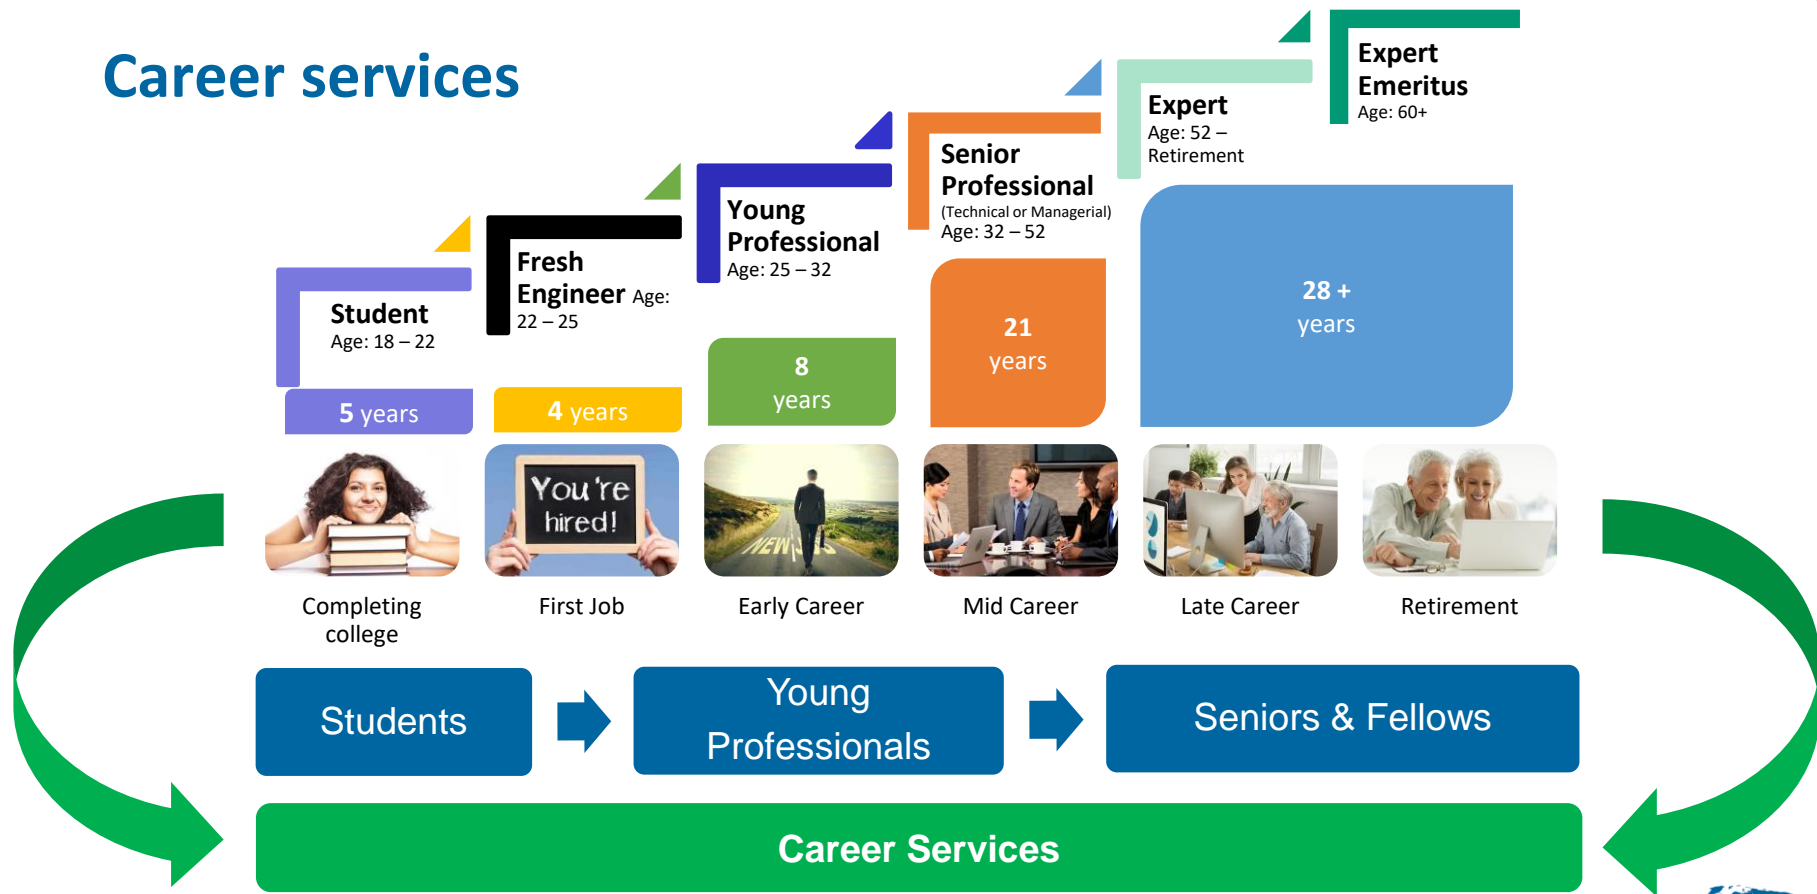 Career services
Expert
Emeritus
Age: 60+
Expert
Age: 52 –
Retirement
Senior
Professional
(Technical or Managerial)
Age: 32 – 52
Young
Professional
Age: 25 – 32
Fresh
Engineer Age:
22 – 25
Student
Age: 18 – 22
5 years
4 years
8
years
21
years
28 +
years
You're
hired!
Completing
college
First Job
Early Career
Mid Career
Late Career
Retirement
Students
Young
Professionals
Seniors & Fellows
Career Services